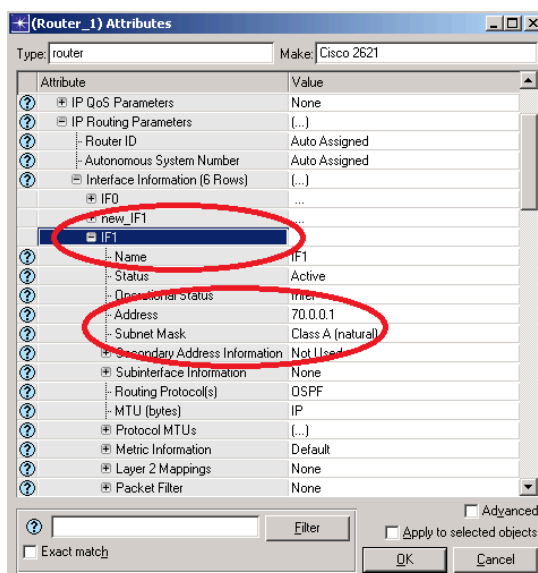 (Router_1) Attributes
Type: router Make: Cisco 2621
Attribute Value
IP QoS Parameters None
IP Routing Parameters (...)
Router ID Auto Assigned
Autonomous System Number Auto Assigned
Interface Information (6 Rows) (...)
IF0 ...
new_IF1 ...
IF1
Name IF1
Status Active
Operational Status Infer
Address 70.0.0.1
Subnet Mask Class A (natural)
Secondary Address Information Not Used
Subinterface Information None
Routing Protocol(s) OSPF
MTU (bytes) IP
Protocol MTUs (...)
Metric Information Default
Layer 2 Mappings None
Packet Filter None
Advanced
Filter
Apply to selected objects
Exact match
OK Cancel